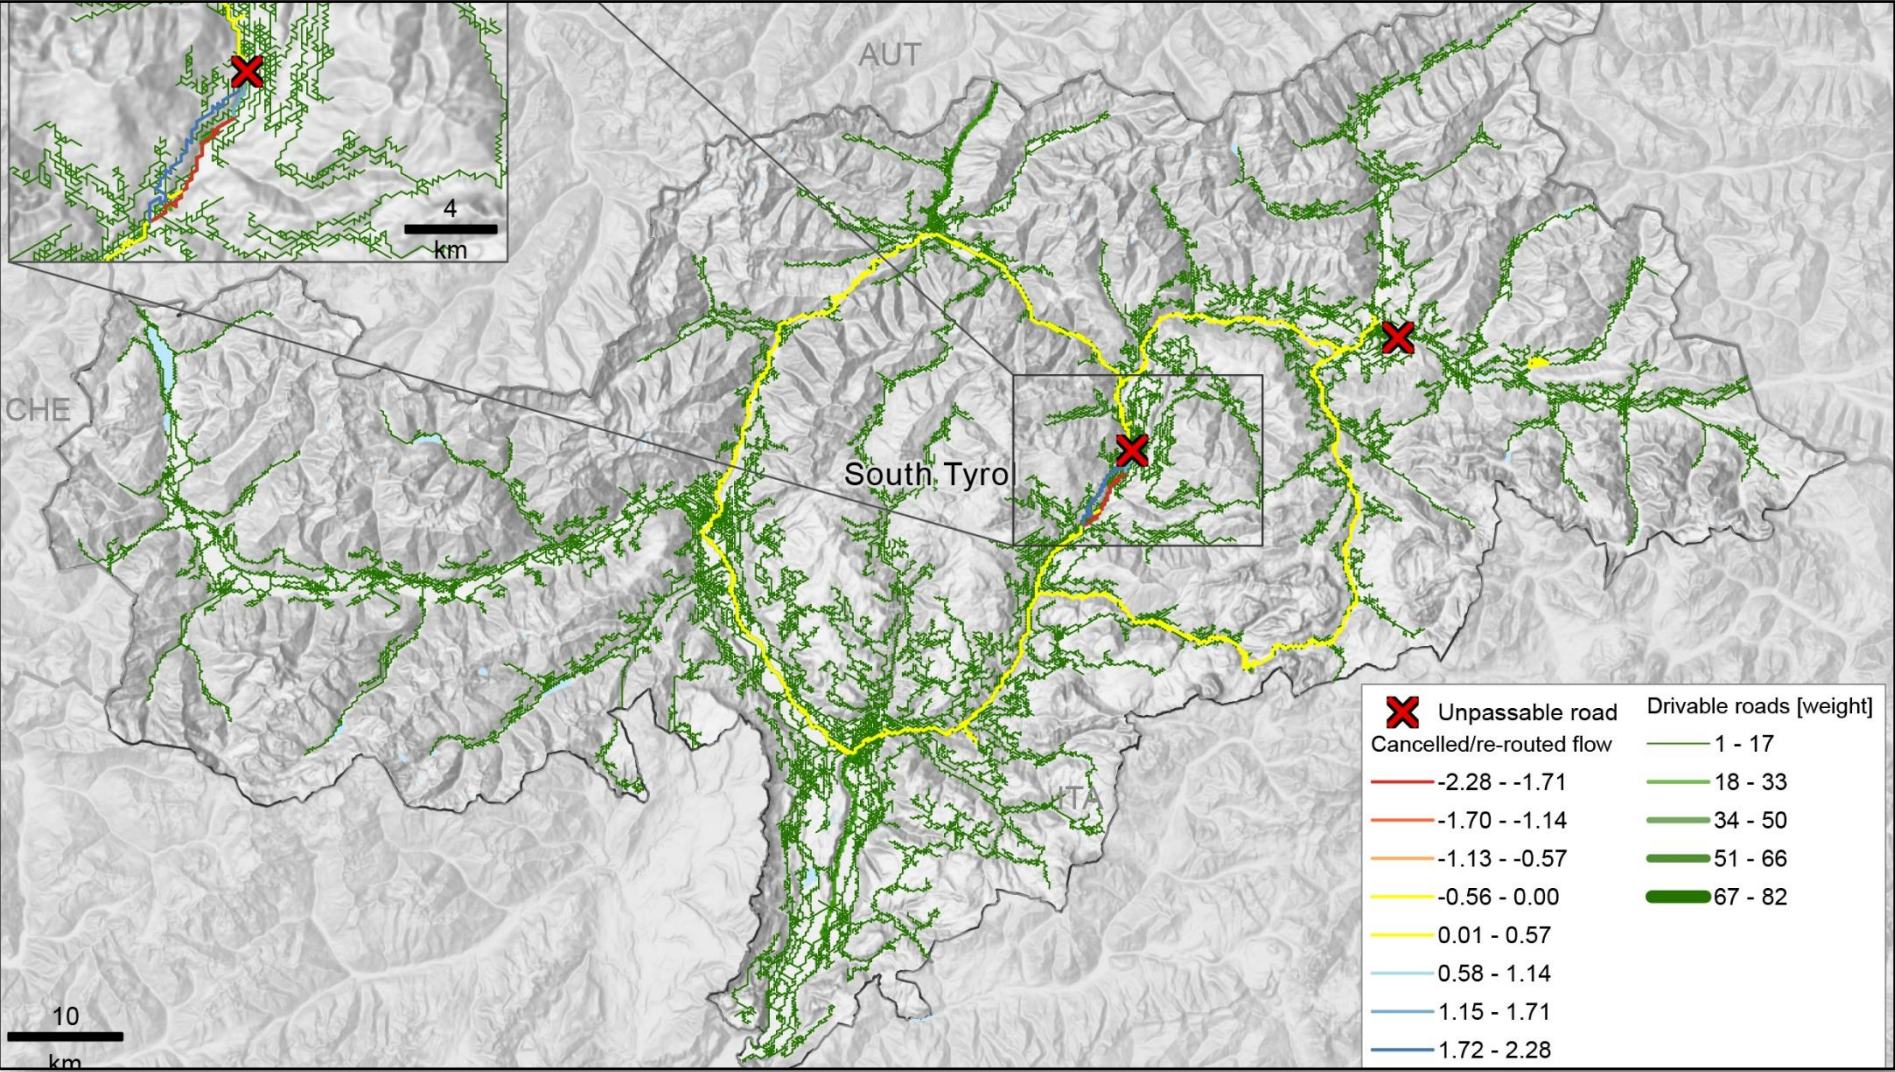 4
km
AUT
CHE
South Tyrol
ITA
10
km
Unpassable road
Cancelled/re-routed flow
-2.28 - -1.71
-1.70 - -1.14
-1.13 - -0.57
-0.56 - 0.00
0.01 - 0.57
0.58 - 1.14
1.15 - 1.71
1.72 - 2.28
Drivable roads [weight]
1 - 17
18 - 33
34 - 50
51 - 66
67 - 82